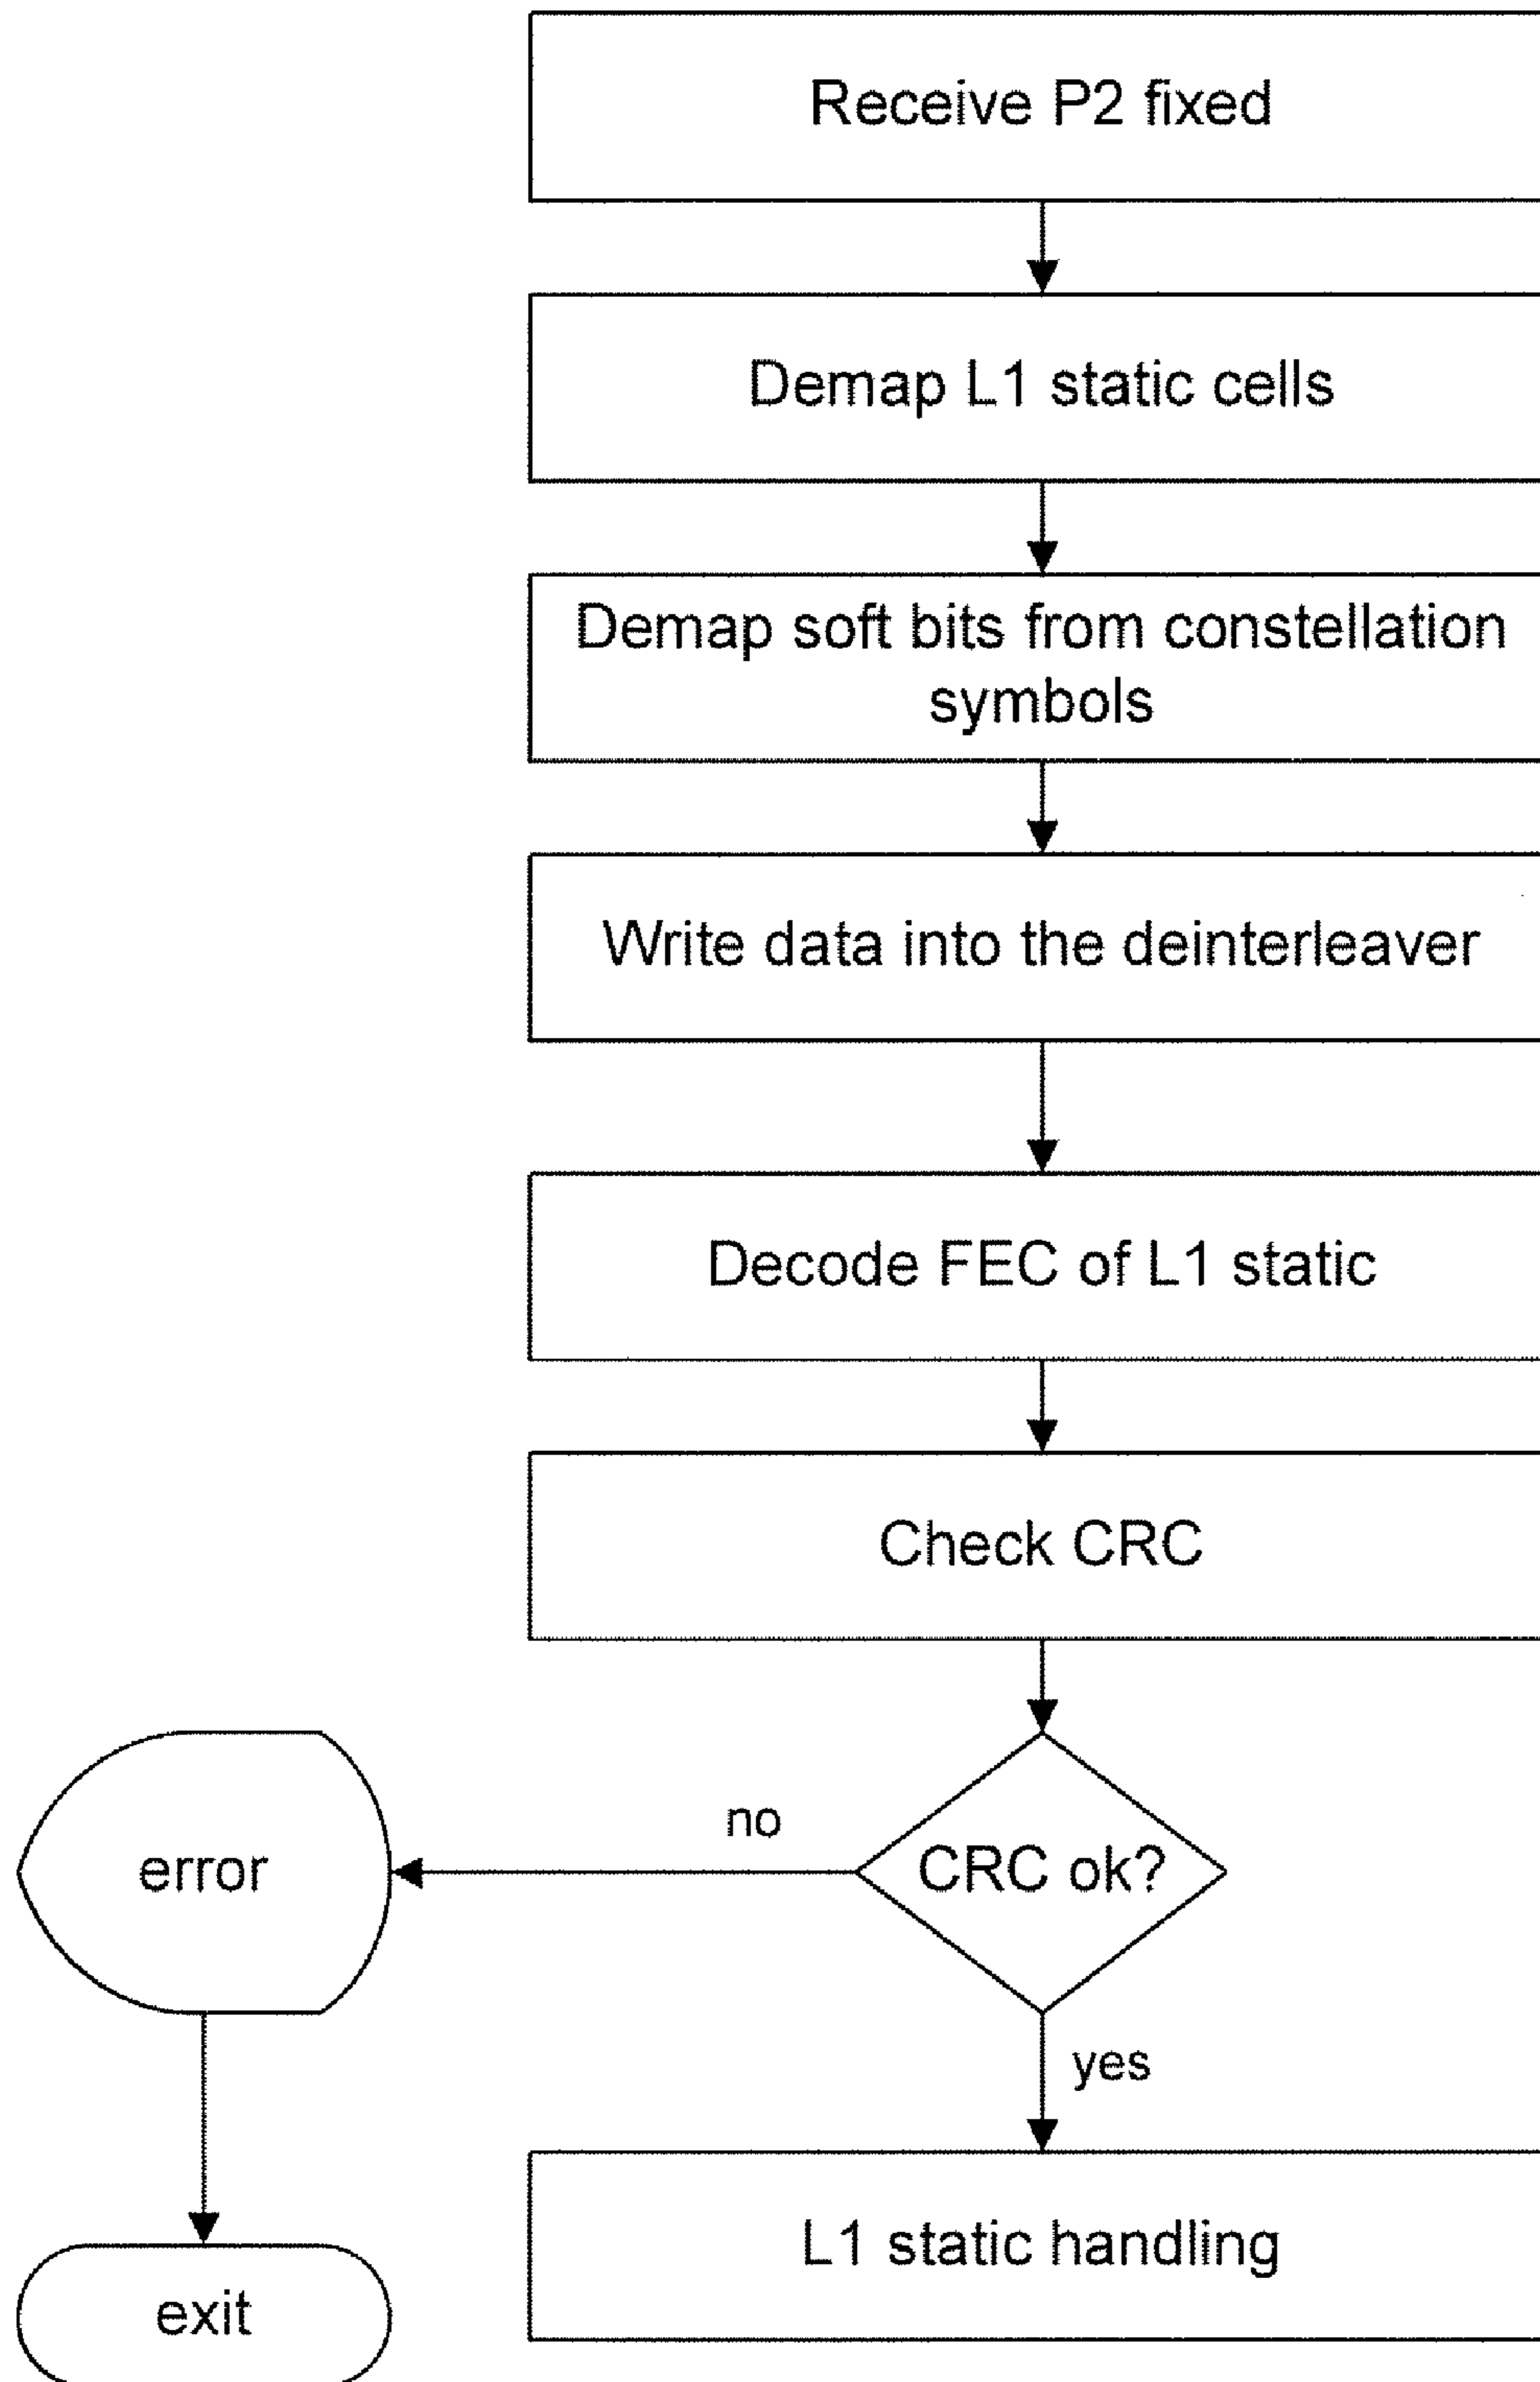 Receive P2 fixed
Demap L1 static cells
Demap soft bits from constellation
symbols
Write data into the deinterleaver
Decode FEC of L1 static
Check CRC
no
error
CRC ok?
yes
L1 static handling
exit